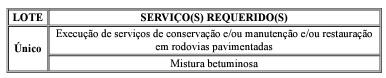 LOTE SERVIÇO(S) REQUERIDO(S)
Único
Execução de serviços de conservação e/ou manutenção e/ou restauração
em rodovias pavimentadas
Mistura betuminosa